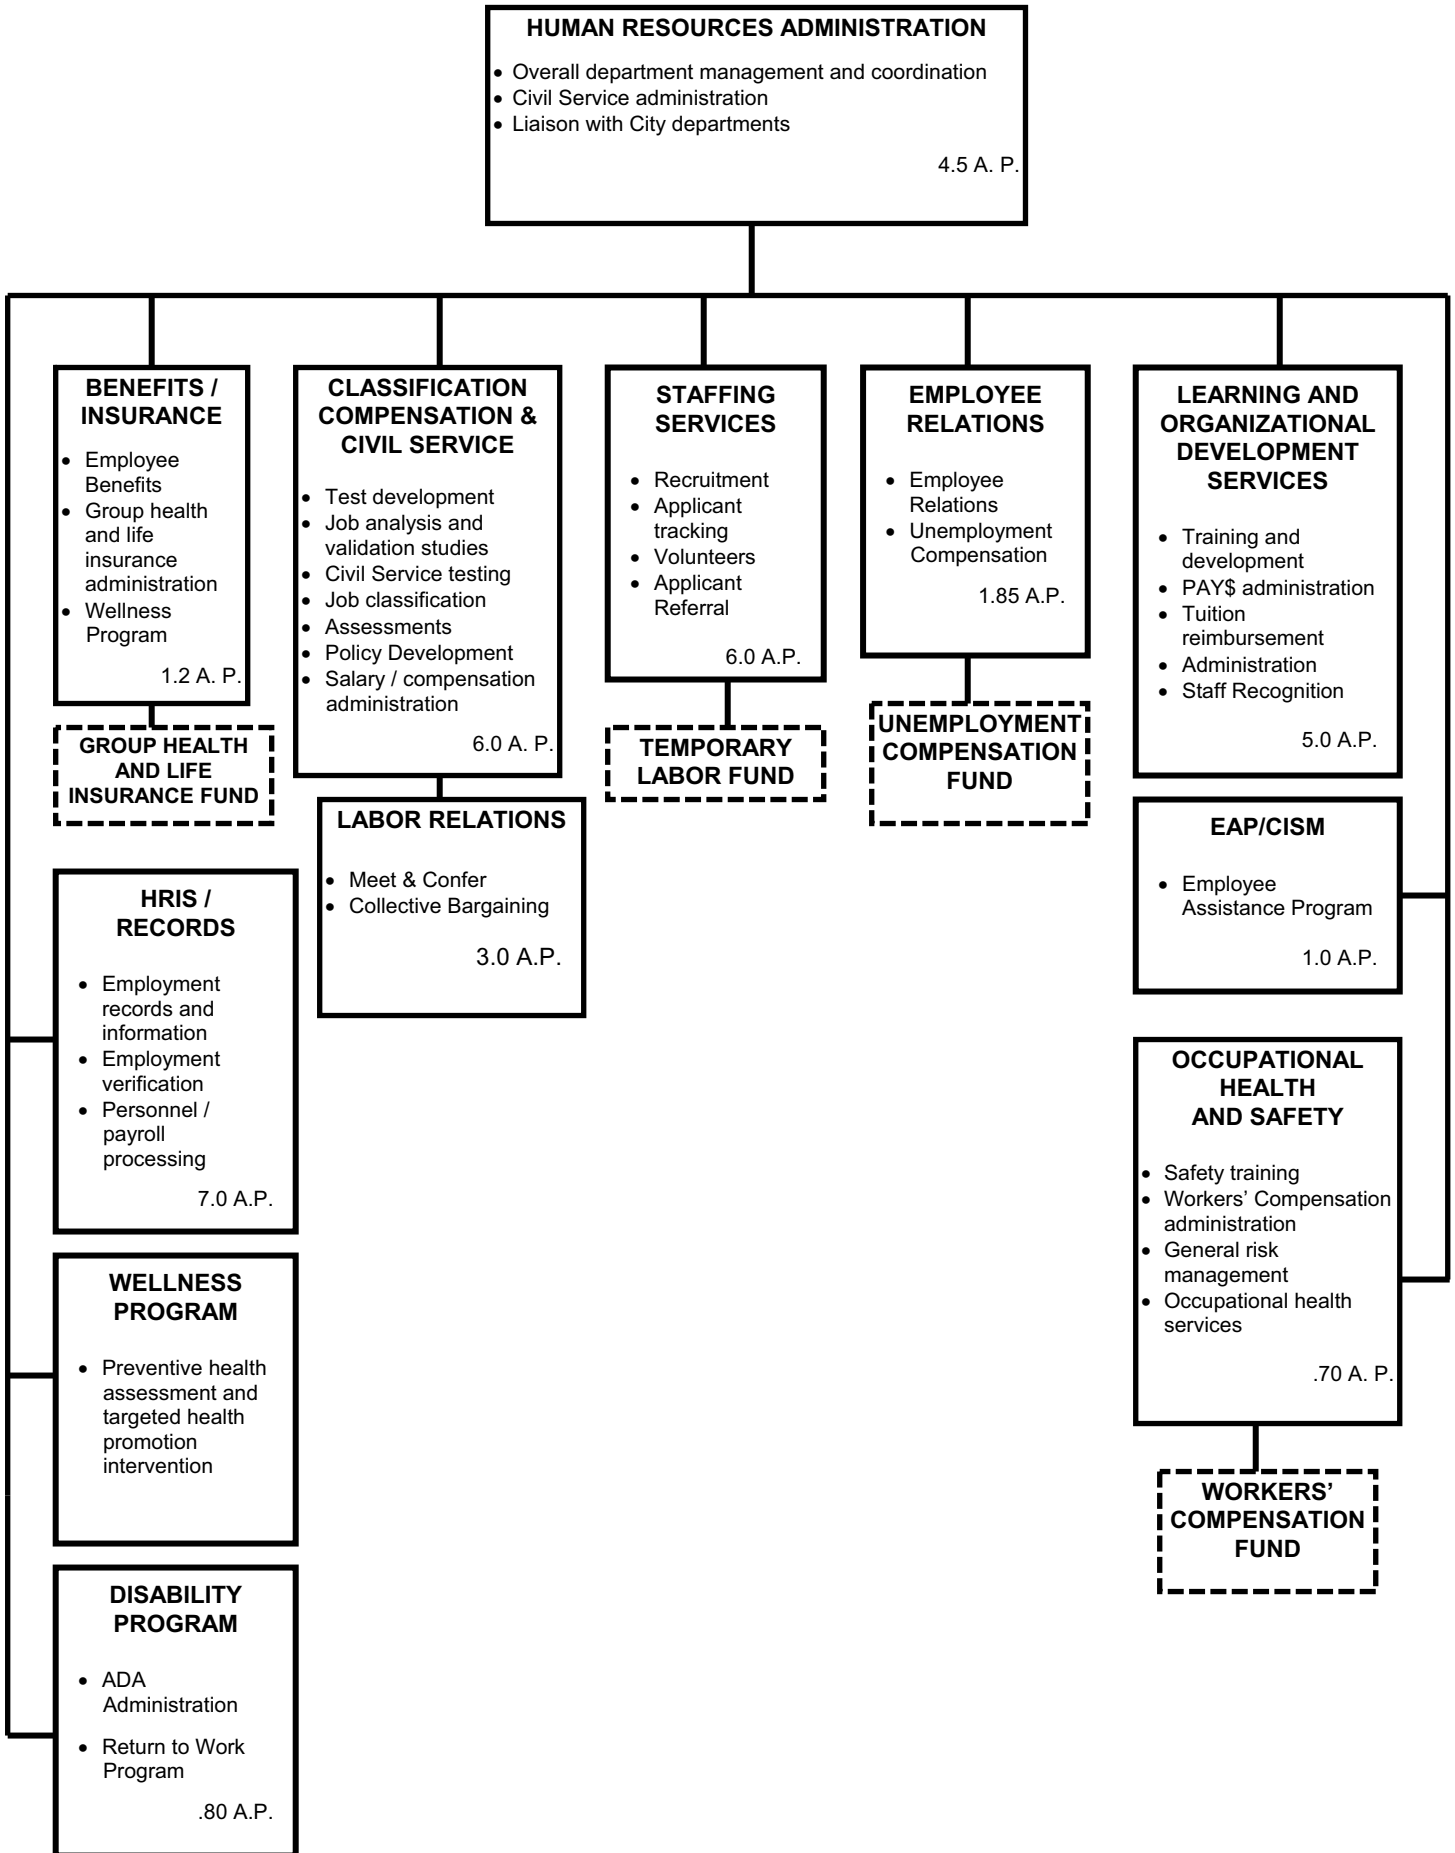 HUMAN RESOURCES ADMINISTRATION
• Overall department management and coordination
• Civil Service administration
• Liaison with City departments
4.5 A. P.
BENEFITS /
INSURANCE
• Employee
Benefits
• Group health
and life
insurance
administration
• Wellness
Program
1.2 A. P.
GROUP HEALTH
AND LIFE
INSURANCE FUND
CLASSIFICATION
COMPENSATION &
CIVIL SERVICE
• Test development
• Job analysis and
validation studies
• Civil Service testing
• Job classification
• Assessments
• Policy Development
• Salary / compensation
administration
6.0 A. P.
LABOR RELATIONS
• Meet & Confer
• Collective Bargaining
3.0 A.P.
STAFFING
SERVICES
• Recruitment
• Applicant
tracking
• Volunteers
• Applicant
Referral
6.0 A.P.
TEMPORARY
LABOR FUND
EMPLOYEE
RELATIONS
• Employee
Relations
• Unemployment
Compensation
1.85 A.P.
UNEMPLOYMENT
COMPENSATION
FUND
LEARNING AND
ORGANIZATIONAL
DEVELOPMENT
SERVICES
• Training and
development
• PAY$ administration
• Tuition
reimbursement
• Administration
• Staff Recognition
5.0 A.P.
EAP/CISM
• Employee
Assistance Program
1.0 A.P.
HRIS /
RECORDS
• Employment
records and
information
• Employment
verification
• Personnel /
payroll
processing
7.0 A.P.
OCCUPATIONAL
HEALTH
AND SAFETY
• Safety training
• Workers’ Compensation
administration
• General risk
management
• Occupational health
services
.70 A. P.
WORKERS’
COMPENSATION
FUND
WELLNESS
PROGRAM
• Preventive health
assessment and
targeted health
promotion
intervention
DISABILITY
PROGRAM
• ADA
Administration
• Return to Work
Program
.80 A.P.